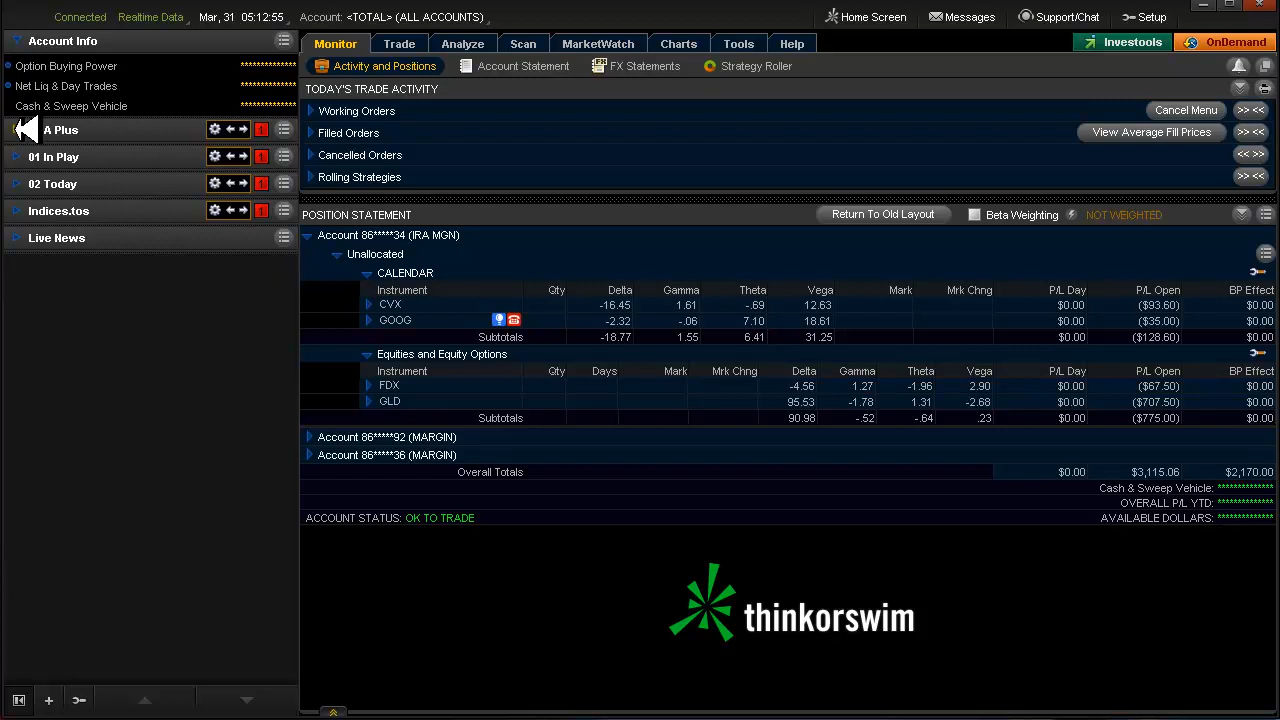 Connected Realtime Data Mar, 31 05:12:55 Account: <TOTAL> (ALL ACCOUNTS) Home Screen Messages Support/Chat Setup
Account Info
Option Buying Power *************
Net Liq & Day Trades *************
Cash & Sweep Vehicle *************
A Plus 1
01 In Play 1
02 Today 1
Indices.tos 1
Live News
Monitor Trade Analyze Scan MarketWatch Charts Tools Help Investools OnDemand
Activity and Positions Account Statement FX Statements Strategy Roller
TODAY'S TRADE ACTIVITY
Working Orders Cancel Menu >> <<
Filled Orders View Average Fill Prices >> <<
Cancelled Orders << >>
Rolling Strategies >> <<
POSITION STATEMENT Return To Old Layout Beta Weighting NOT WEIGHTED
Account 86*****34 (IRA MGN)
Unallocated
CALENDAR
Instrument Qty Delta Gamma Theta Vega Mark Mrk Chng P/L Day P/L Open BP Effect
CVX -16.45 1.61 -.69 12.63 $0.00 ($93.60) $0.00
GOOG -2.32 -.06 7.10 18.61 $0.00 ($35.00) $0.00
Subtotals -18.77 1.55 6.41 31.25 $0.00 ($128.60) $0.00
Equities and Equity Options
Instrument Qty Days Mark Mrk Chng Delta Gamma Theta Vega P/L Day P/L Open BP Effect
FDX -4.56 1.27 -1.96 2.90 $0.00 ($67.50) $0.00
GLD 95.53 -1.78 1.31 -2.68 $0.00 ($707.50) $0.00
Subtotals 90.98 -.52 -.64 .23 $0.00 ($775.00) $0.00
Account 86*****92 (MARGIN)
Account 86*****36 (MARGIN)
Overall Totals $0.00 $3,115.06 $2,170.00
Cash & Sweep Vehicle: *************
OVERALL P/L YTD: *************
ACCOUNT STATUS: OK TO TRADE AVAILABLE DOLLARS: *************
thinkorswim